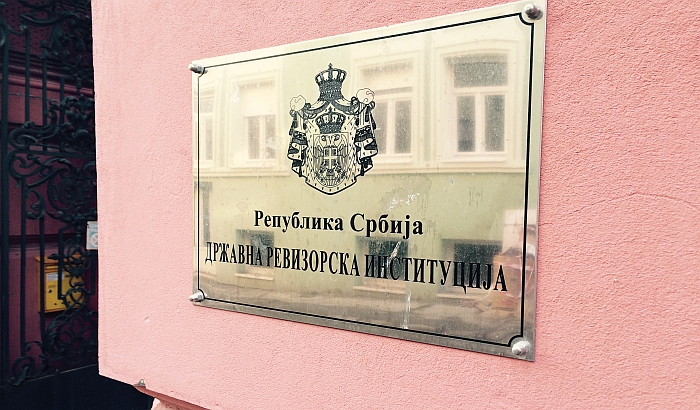 Република Србија
ДРЖАВНА РЕВИЗОРСКА ИНСТИТУЦИЈА